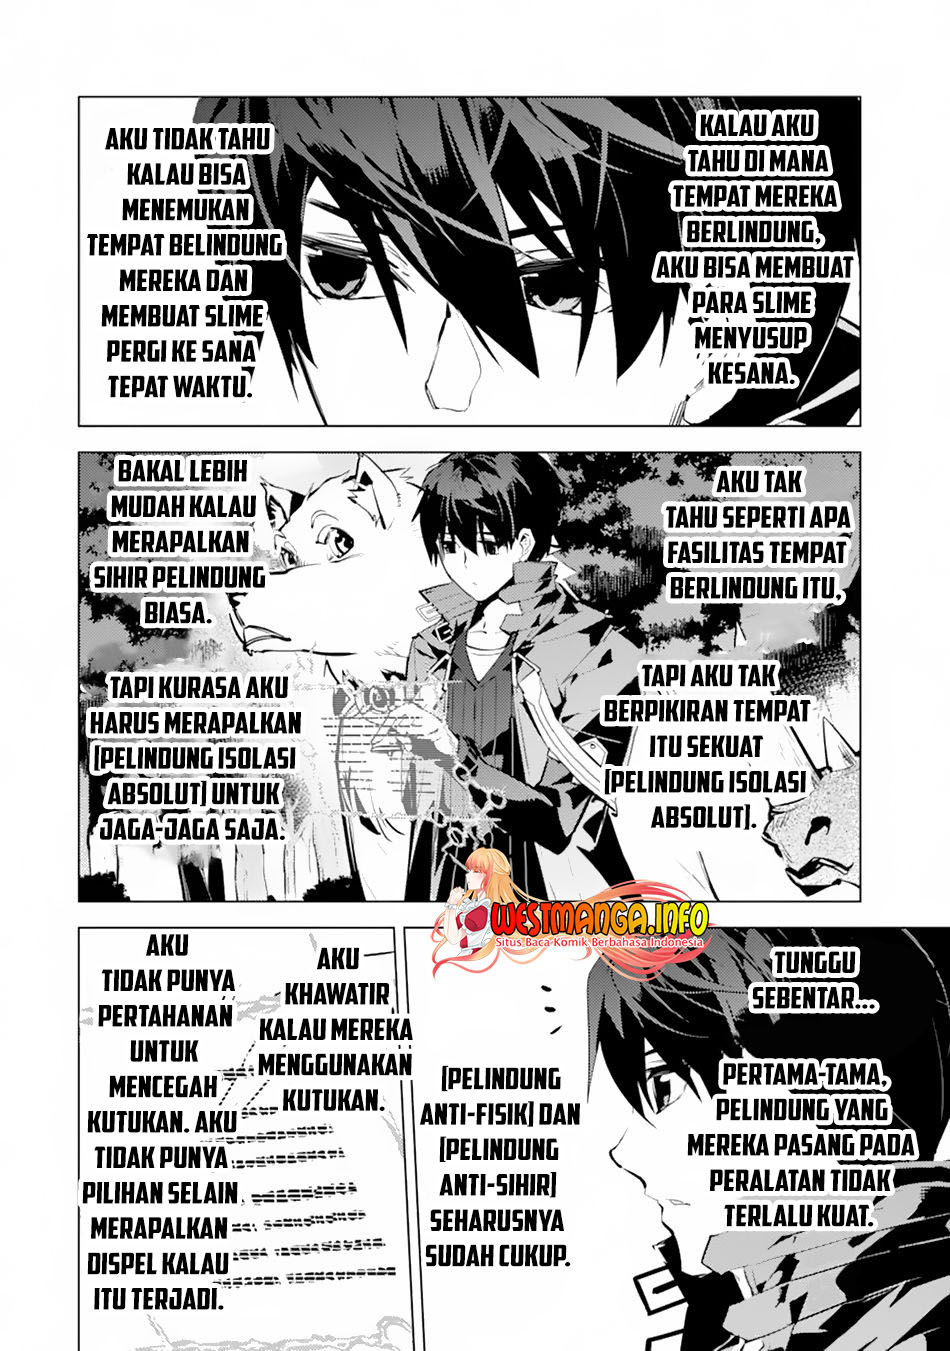 KALAU AKU
TAHU DI MANA
TEMPAT MEREKA
BERLINDUNG,
AKU BISA MEMBUAT
PARA SLIME
MENYUSUP
KESANA.
AKU TIDAK TAHU
KALAU BISA
MENEMUKAN
TEMPAT BELINDUNG
MEREKA DAN
MEMBUAT SLIME
PERGI KE SANA
TEPAT WAKTU.
AKU TAK
TAHU SEPERTI APA
FASILITAS TEMPAT
BERLINDUNG ITU,
TAPI AKU TAK
BERPIKIRAN TEMPAT
ITU SEKUAT
[PELINDUNG ISOLASI
ABSOLUT].
BAKAL LEBIH
MUDAH KALAU
MERAPALKAN
SIHIR PELINDUNG
BIASA.
TAPI KURASA AKU
HARUS MERAPALKAN
[PELINDUNG ISOLASI
ABSOLUT] UNTUK
JAGA-JAGA SAJA.
WESTMANGA.INFO
Situs Baca Komik Berbahasa Indonesia
TUNGGU
SEBENTAR...
PERTAMA-TAMA,
PELINDUNG YANG
MEREKA PASANG PADA
PERALATAN TIDAK
TERLALU KUAT.
[PELINDUNG
ANTI-FISIK] DAN
[PELINDUNG
ANTI-SIHIR]
SEHARUSNYA
SUDAH CUKUP.
AKU
KHAWATIR
KALAU MEREKA
MENGGUNAKAN
KUTUKAN.
AKU
TIDAK PUNYA
PERTAHANAN
UNTUK
MENCEGAH
KUTUKAN. AKU
TIDAK PUNYA
PILIHAN SELAIN
MERAPALKAN
DISPEL KALAU
ITU TERJADI.